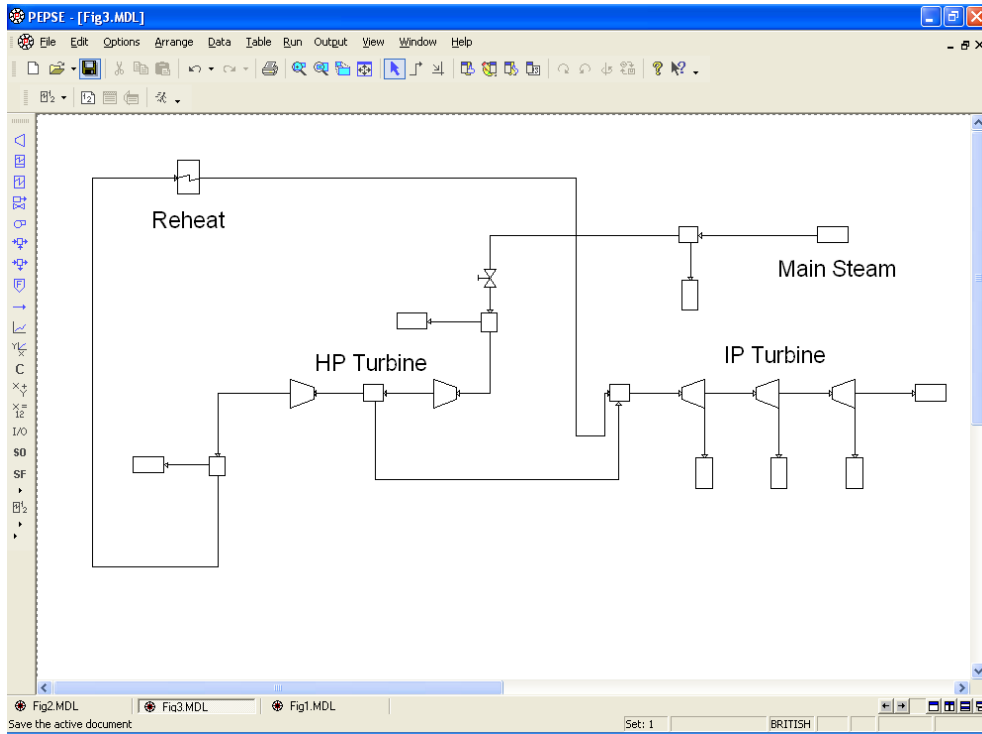 PEPSE - [Fig3.MDL]
File Edit Options Arrange Data Table Run Output View Window Help
Reheat
Main Steam
HP Turbine
IP Turbine
C
I/O
SO
SF
Fig2.MDL Fig3.MDL Fig1.MDL
Save the active document Set: 1 BRITISH